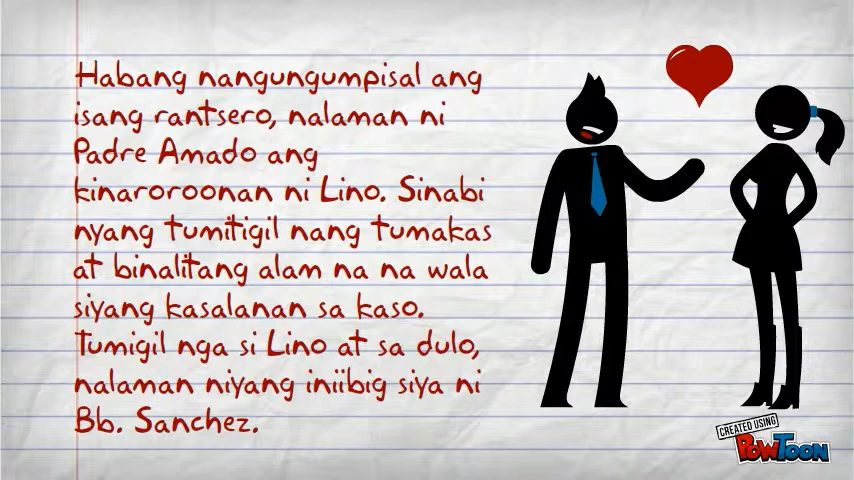 Habang nangungumpisal ang
isang rantsero, nalaman ni
Padre Amado ang
kinaroroonan ni Lino. Sinabi
nyang tumitigil nang tumakas
at binalitang alam na na wala
siyang kasalanan sa kaso.
Tumigil nga si Lino at sa dulo,
nalaman niyang iniibig siya ni
Bb. Sanchez.
CREATED USING
POWTOON